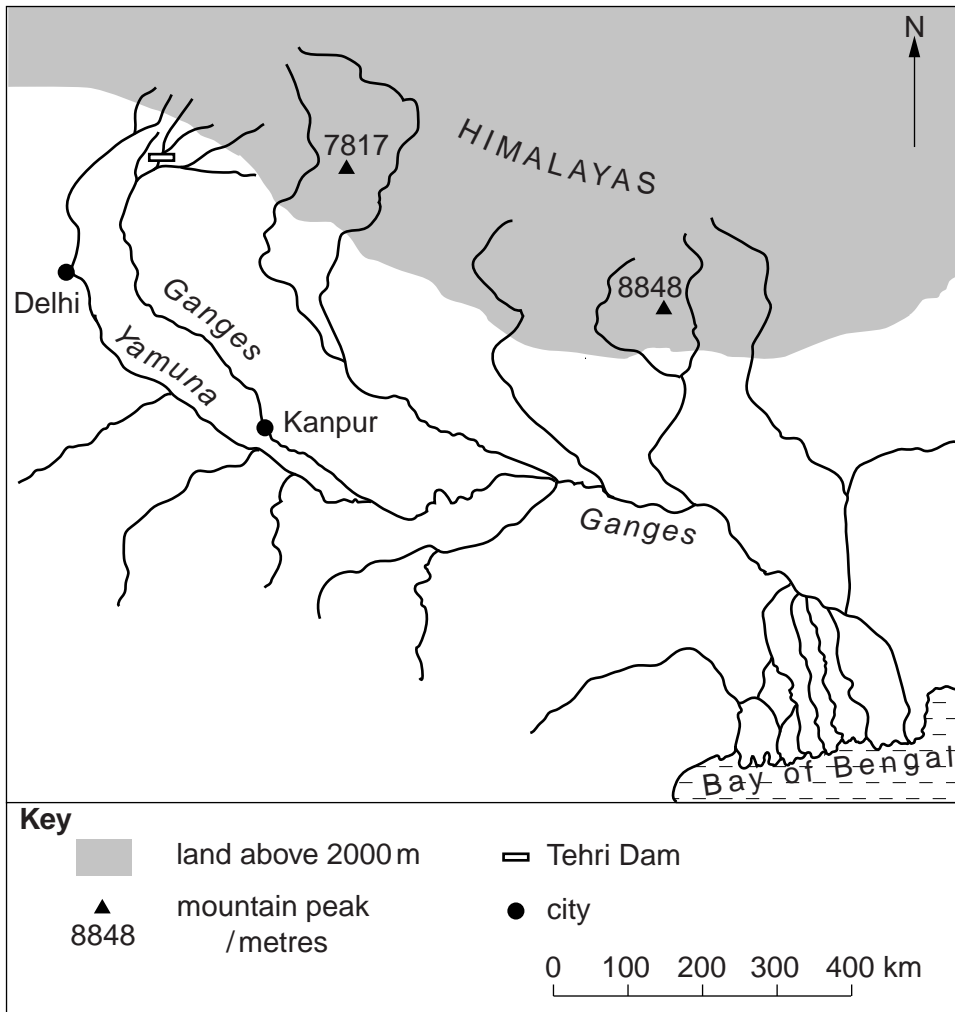 N
HIMALAYAS
7817
8848
Delhi
Ganges
Yamuna
Kanpur
Ganges
Bay of Bengal
Key
land above 2000 m
Tehri Dam
mountain peak
/ metres
8848
city
0 100 200 300 400 km